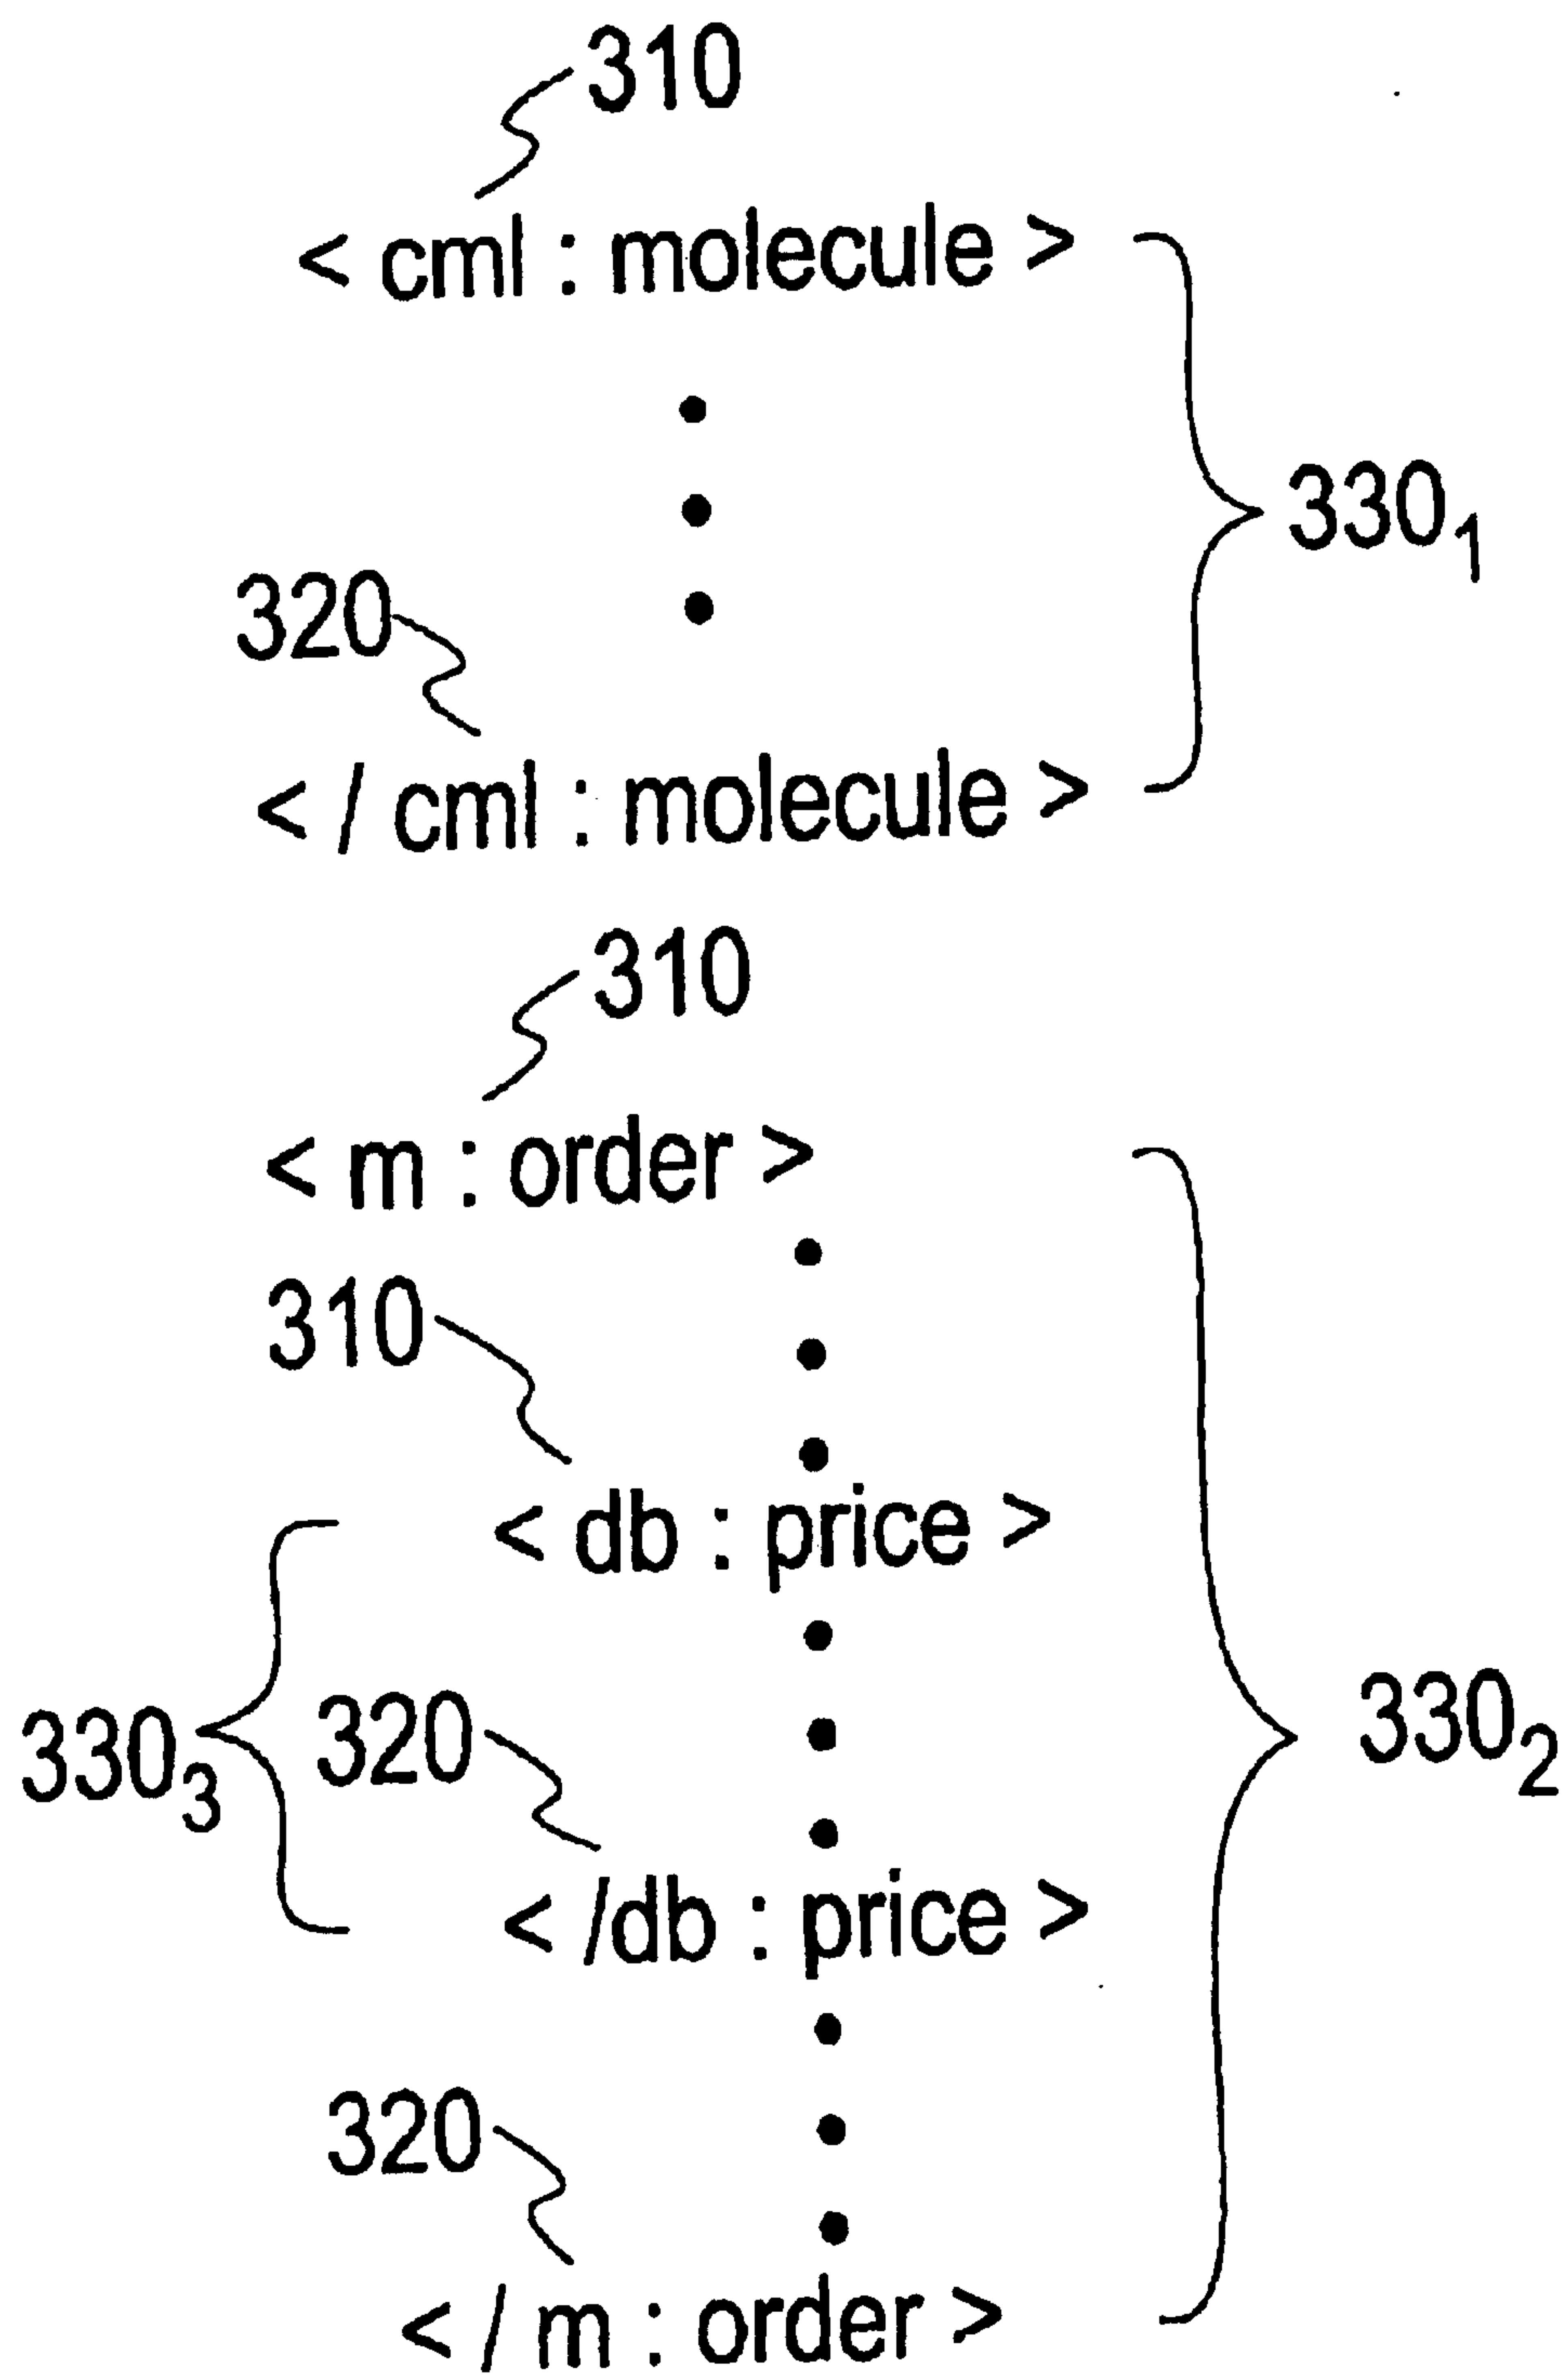 310
< cml : molecule >
330₁
320
</ cml : molecule >
310
< m : order >
310
< db : price >
330₃ 320 330₂
</db : price >
320
</ m : order >